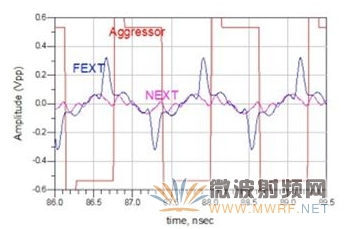 0.6
Aggressor
0.4
FEXT
0.2
NEXT
0.0
-0.2
-0.4
-0.6
Amplitude (Vpp)
86.0 86.5 87.0 87.5 88.0 88.5 89.0 89.5
time, nsec
微波射频网
WWW.MWRF.NET